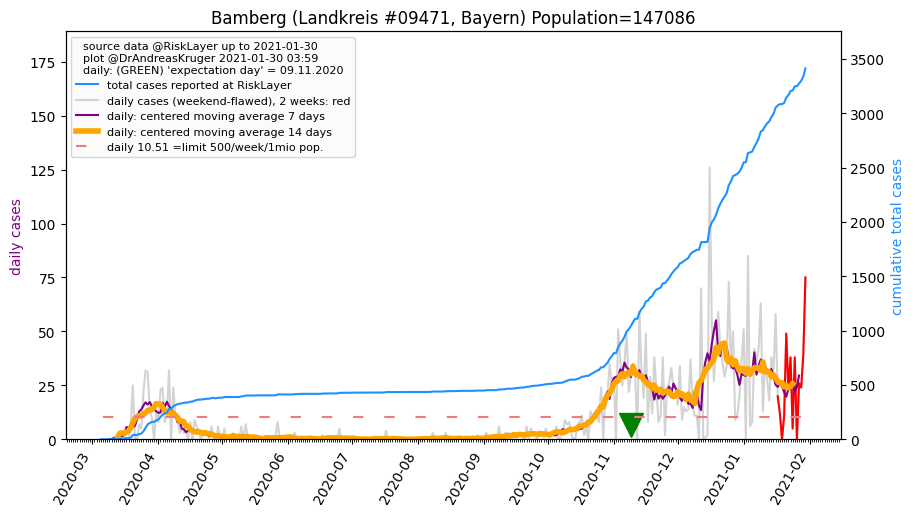 Bamberg (Landkreis #09471, Bayern) Population=147086
source data @RiskLayer up to 2021-01-30
plot @DrAndreasKruger 2021-01-30 03:59
daily: (GREEN) 'expectation day' = 09.11.2020
total cases reported at RiskLayer
daily cases (weekend-flawed), 2 weeks: red
daily: centered moving average 7 days
daily: centered moving average 14 days
daily 10.51 =limit 500/week/1mio pop.
daily cases
175
150
125
100
75
50
25
0
cumulative total cases
3500
3000
2500
2000
1500
1000
500
0
2020-03
2020-04
2020-05
2020-06
2020-07
2020-08
2020-09
2020-10
2020-11
2020-12
2021-01
2021-02